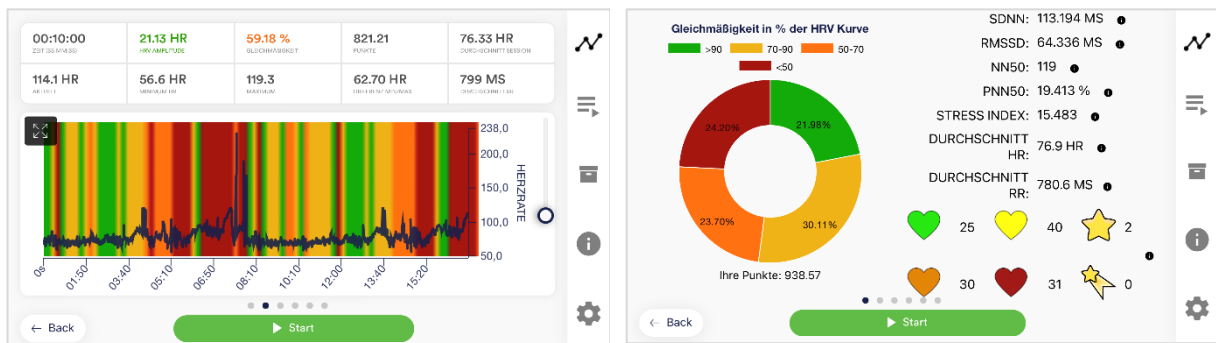 00:10:00 21.13 HR 59.18 % 821.21 76.33 HR
HRV AMPLITUDE PUNKTE DURCHSCHNITT SESSION
114.1 HR 56.6 HR 119.3 62.70 HR 799 MS
MAXIMUM
238,0
200,0
150,0
100,0
50,0
HERZRATE
0s 01:50 03:40 05:10 06:50 08:10 10:10 12:00 13:40 15:20
← Back
Start
Gleichmäßigkeit in % der HRV Kurve
>90 70-90 50-70
<50
24.20% 21.98%
23.70% 30.11%
Ihre Punkte: 938.57
SDNN: 113.194 MS
RMSSD: 64.336 MS
NN50: 119
PNN50: 19.413 %
STRESS INDEX: 15.483
DURCHSCHNITT
HR: 76.9 HR
DURCHSCHNITT
RR: 780.6 MS
25 40 2
30 31 0
← Back
Start